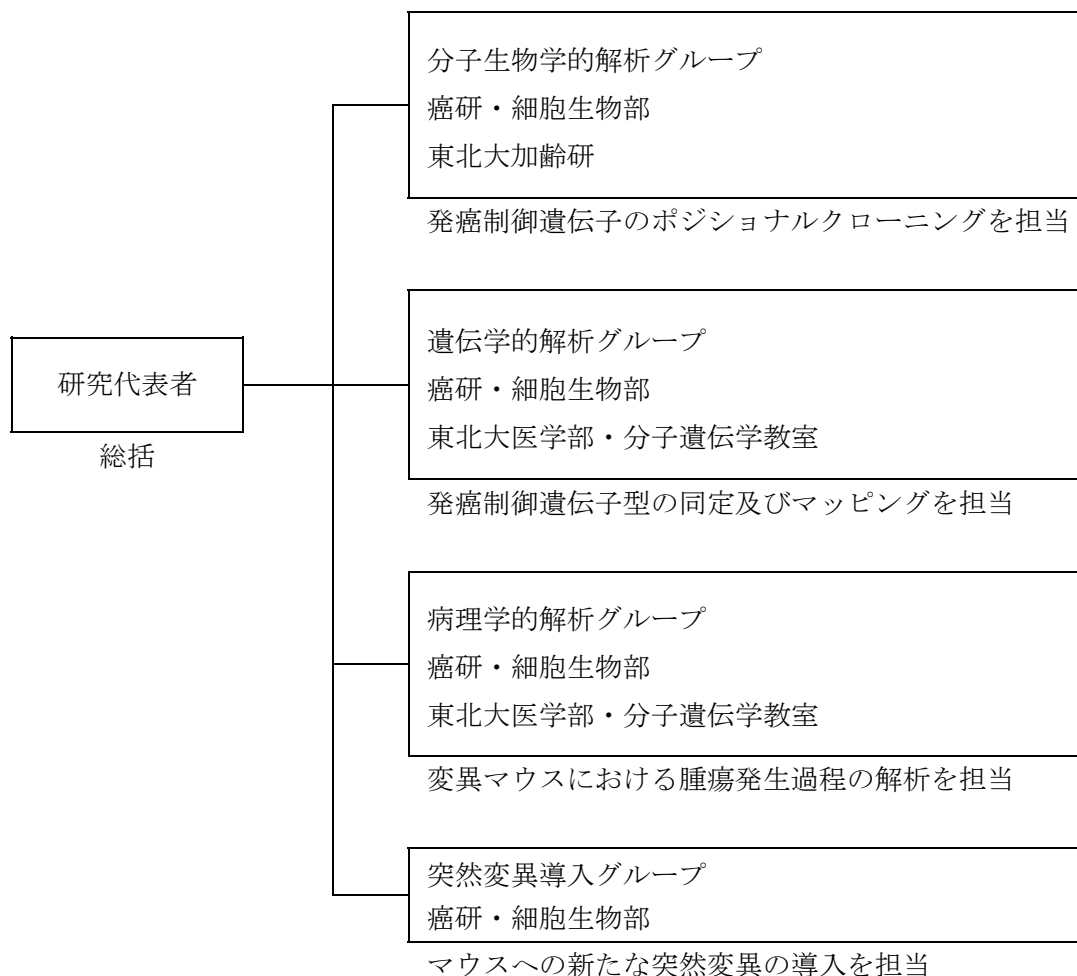 分子生物学的解析グループ
癌研・細胞生物部
東北大加齢研
発癌制御遺伝子のポジショナルクローニングを担当
遺伝学的解析グループ
癌研・細胞生物部
東北大医学部・分子遺伝学教室
発癌制御遺伝子型の同定及びマッピングを担当
研究代表者
総括
病理学的解析グループ
癌研・細胞生物部
東北大医学部・分子遺伝学教室
変異マウスにおける腫瘍発生過程の解析を担当
突然変異導入グループ
癌研・細胞生物部
マウスへの新たな突然変異の導入を担当